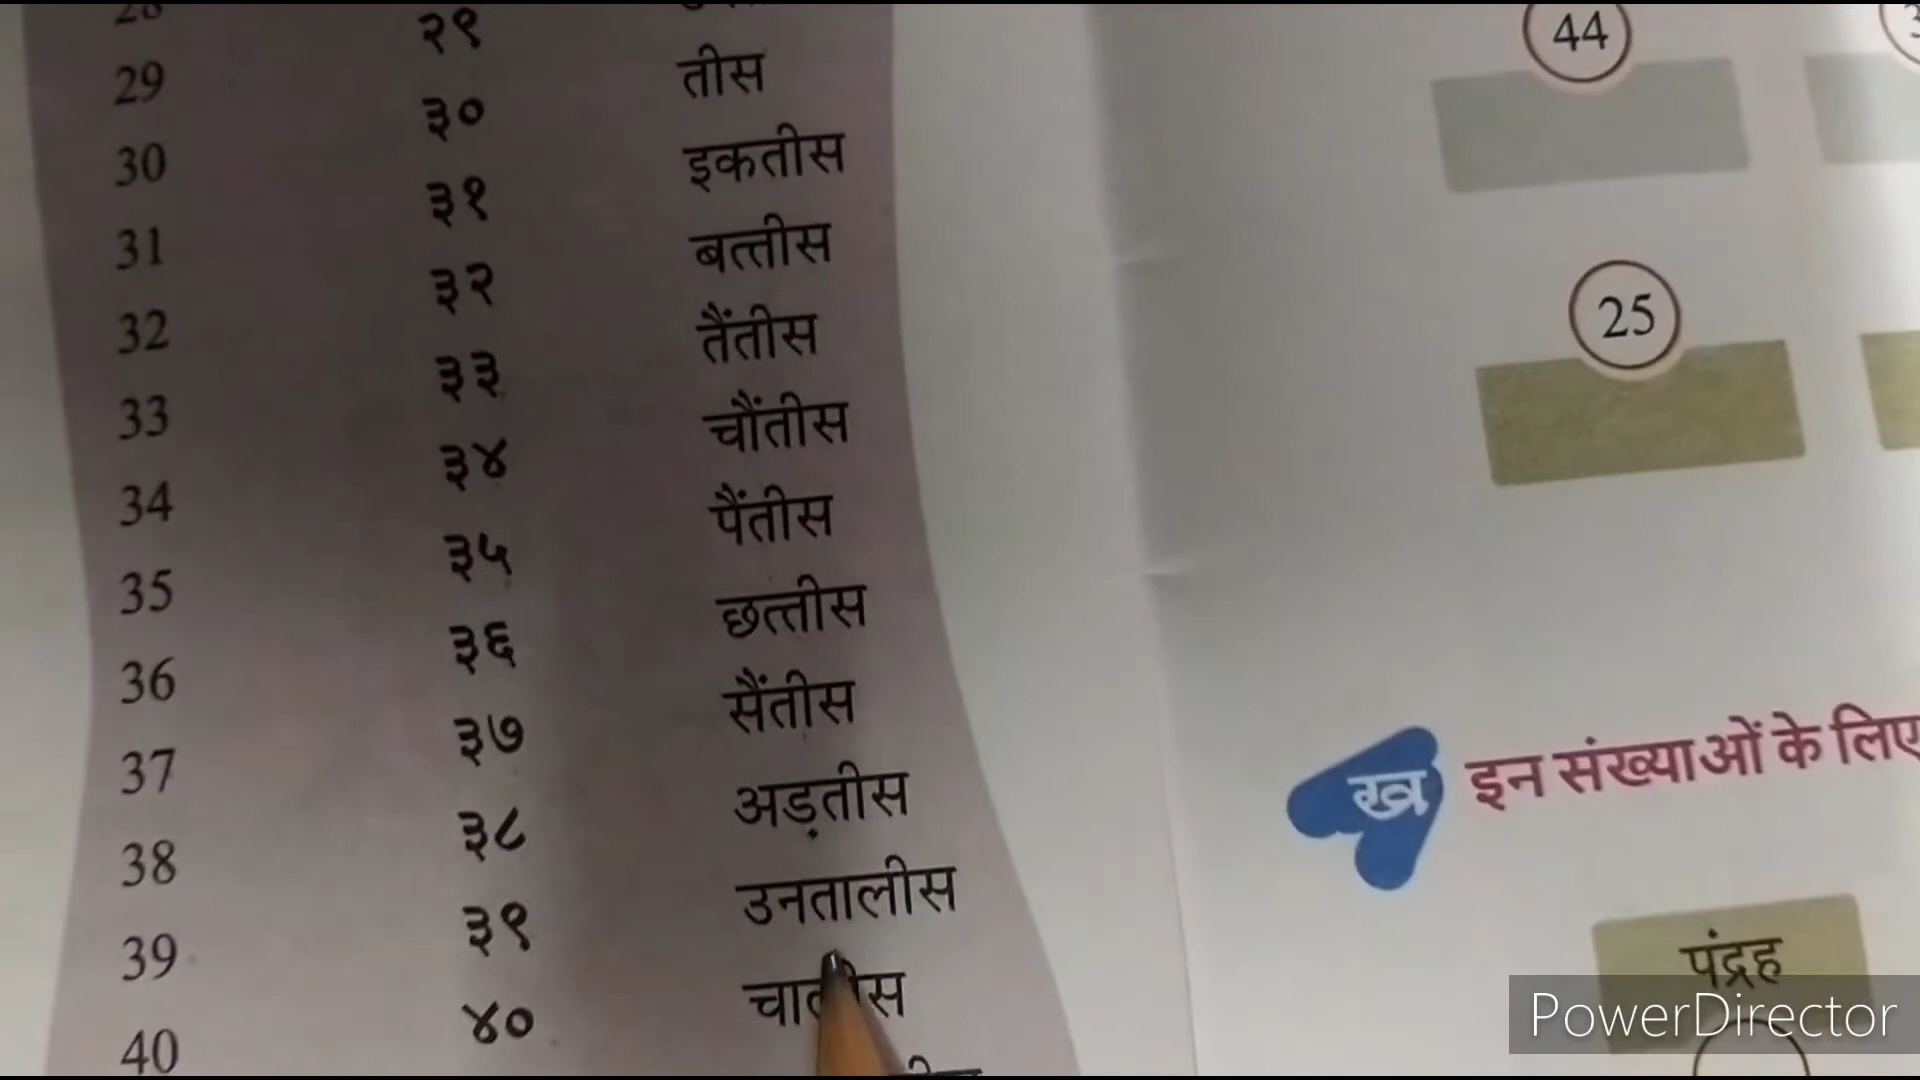 28
29 २९
30 ३० तीस
31 ३१ इकतीस
32 ३२ बत्तीस
33 ३३ तैंतीस
34 ३४ चौंतीस
35 ३५ पैंतीस
36 ३६ छत्तीस
37 ३७ सैंतीस
38 ३८ अड़तीस
39 ३९ उनतालीस
40 ४० चालीस
44
25
ख इन संख्याओं के लिए
पंद्रह
PowerDirector